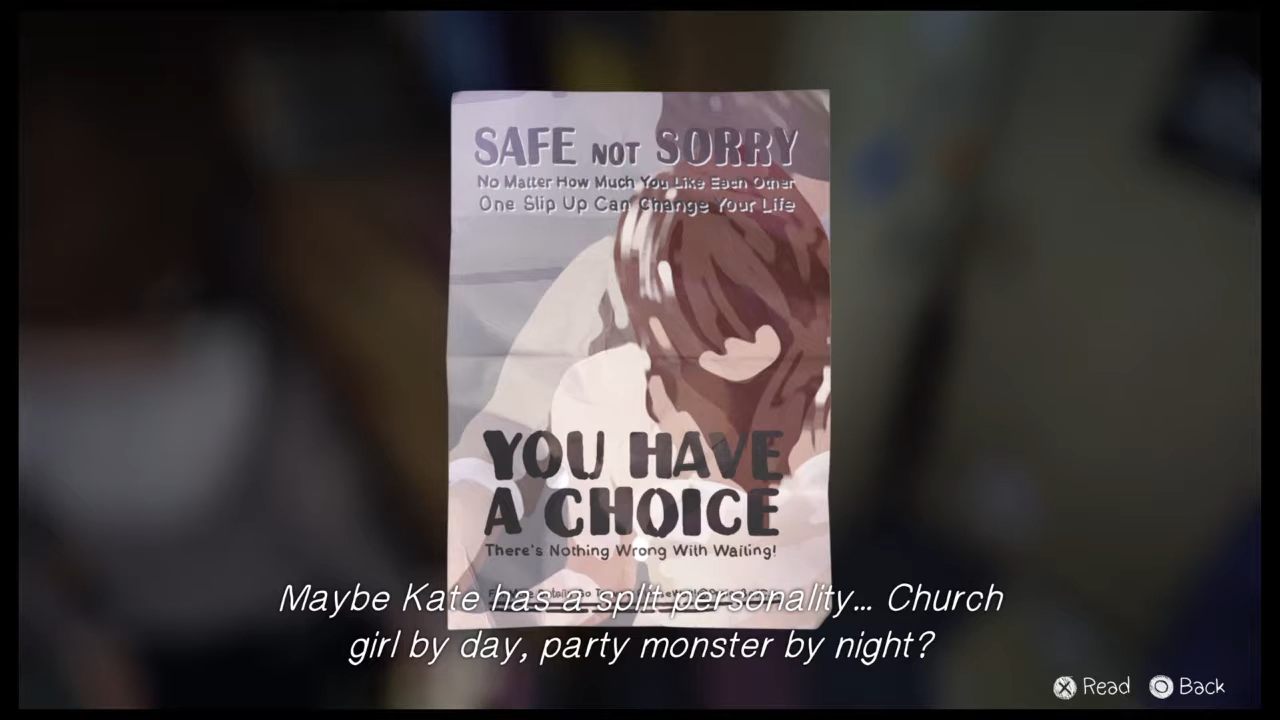 SAFE NOT SORRY
No Matter How Much You Like Each Other
One Slip Up Can Change Your Life
YOU HAVE
A CHOICE
There's Nothing Wrong With Waiting!
Maybe Kate has a split personality... Church
girl by day, party monster by night?
Read Back